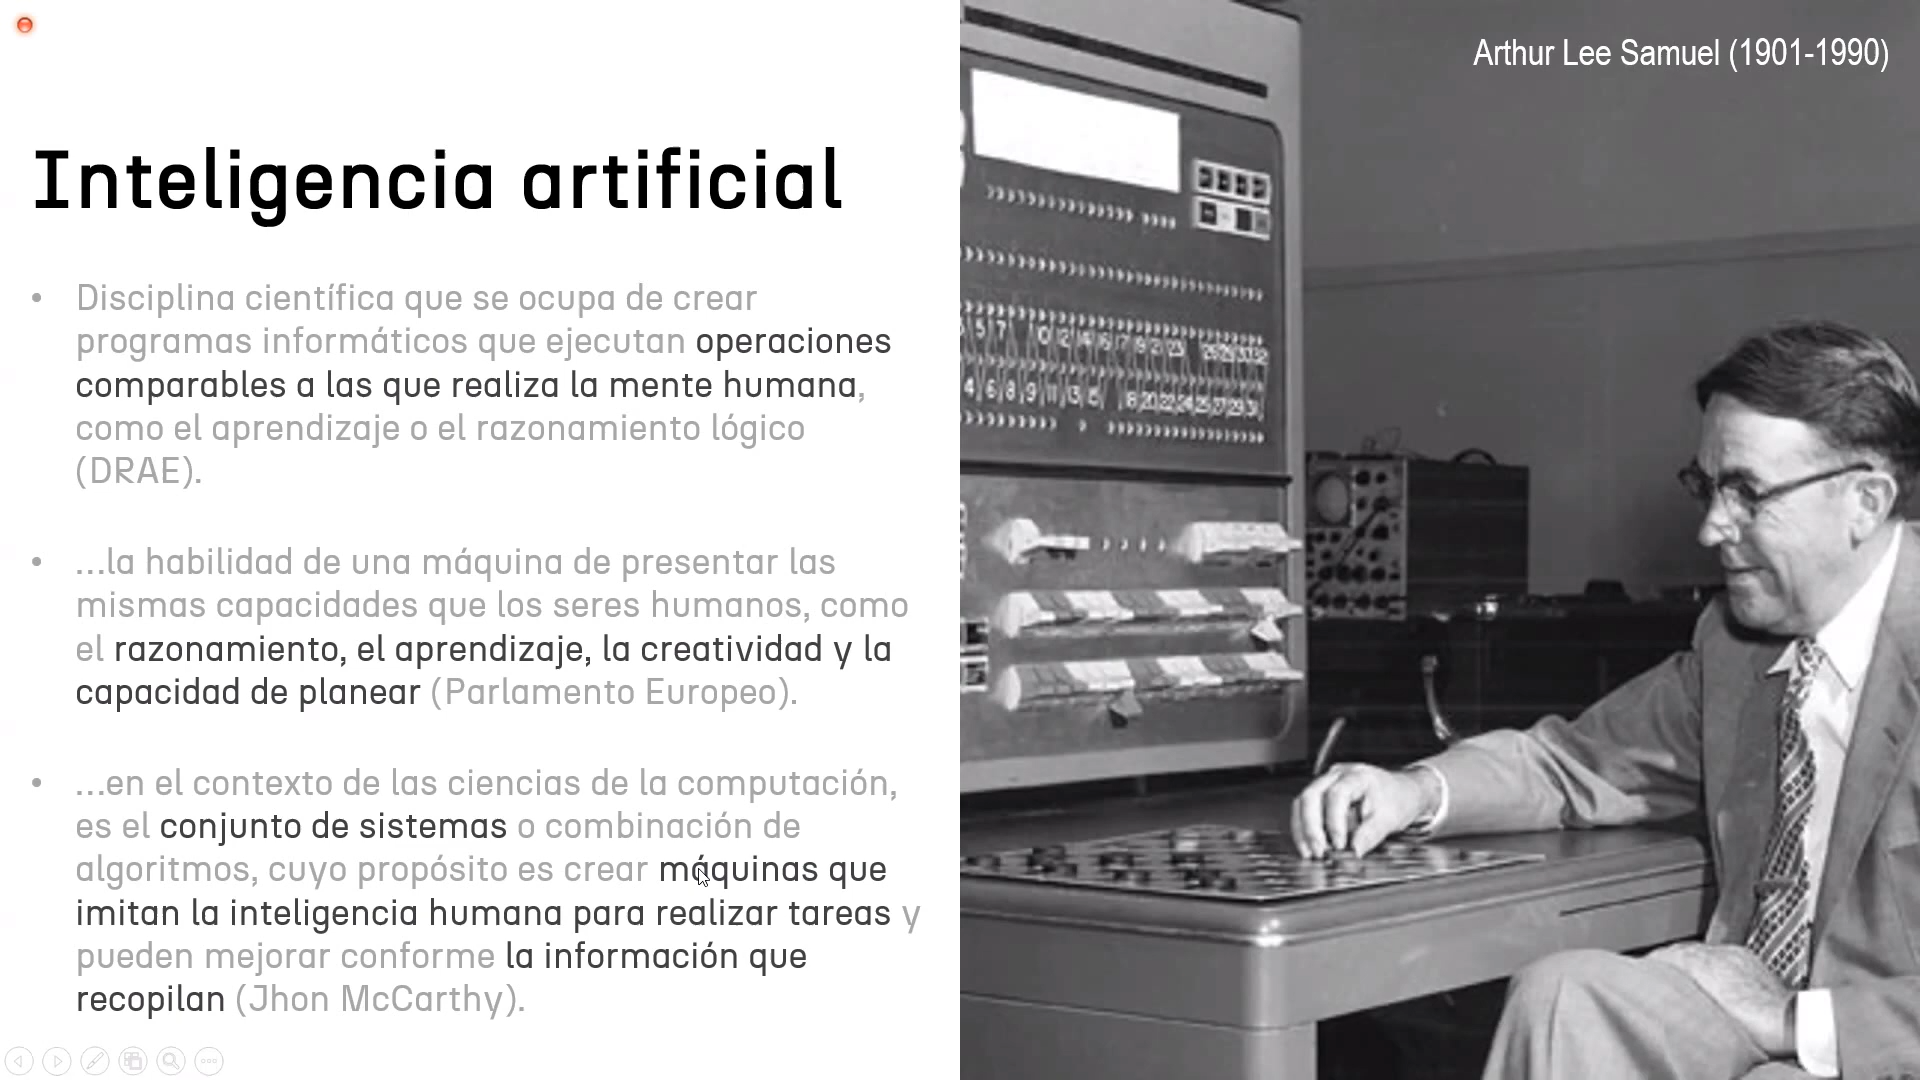 Arthur Lee Samuel (1901-1990)
Inteligencia artificial
• Disciplina científica que se ocupa de crear
programas informáticos que ejecutan operaciones
comparables a las que realiza la mente humana,
como el aprendizaje o el razonamiento lógico
(DRAE).
• ...la habilidad de una máquina de presentar las
mismas capacidades que los seres humanos, como
el razonamiento, el aprendizaje, la creatividad y la
capacidad de planear (Parlamento Europeo).
• ...en el contexto de las ciencias de la computación,
es el conjunto de sistemas o combinación de
algoritmos, cuyo propósito es crear máquinas que
imitan la inteligencia humana para realizar tareas y
pueden mejorar conforme la información que
recopilan (Jhon McCarthy).